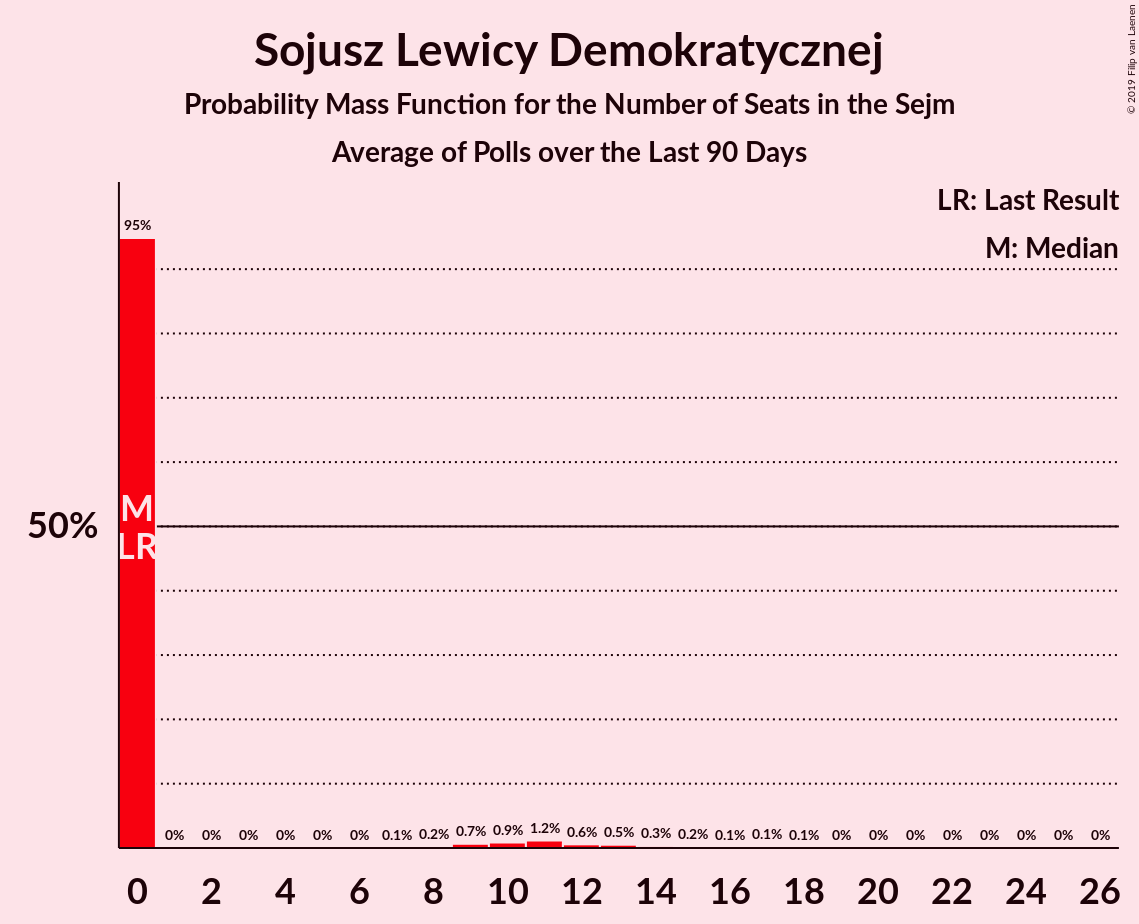 Sojusz Lewicy Demokratycznej
Probability Mass Function for the Number of Seats in the Sejm
Average of Polls over the Last 90 Days
© 2019 Filip van Laenen
LR: Last Result
M: Median
95%
50%
M
LR
0% 0% 0% 0% 0% 0% 0.1% 0.2% 0.7% 0.9% 1.2% 0.6% 0.5% 0.3% 0.2% 0.1% 0.1% 0.1% 0% 0% 0% 0% 0% 0% 0% 0%
0 2 4 6 8 10 12 14 16 18 20 22 24 26